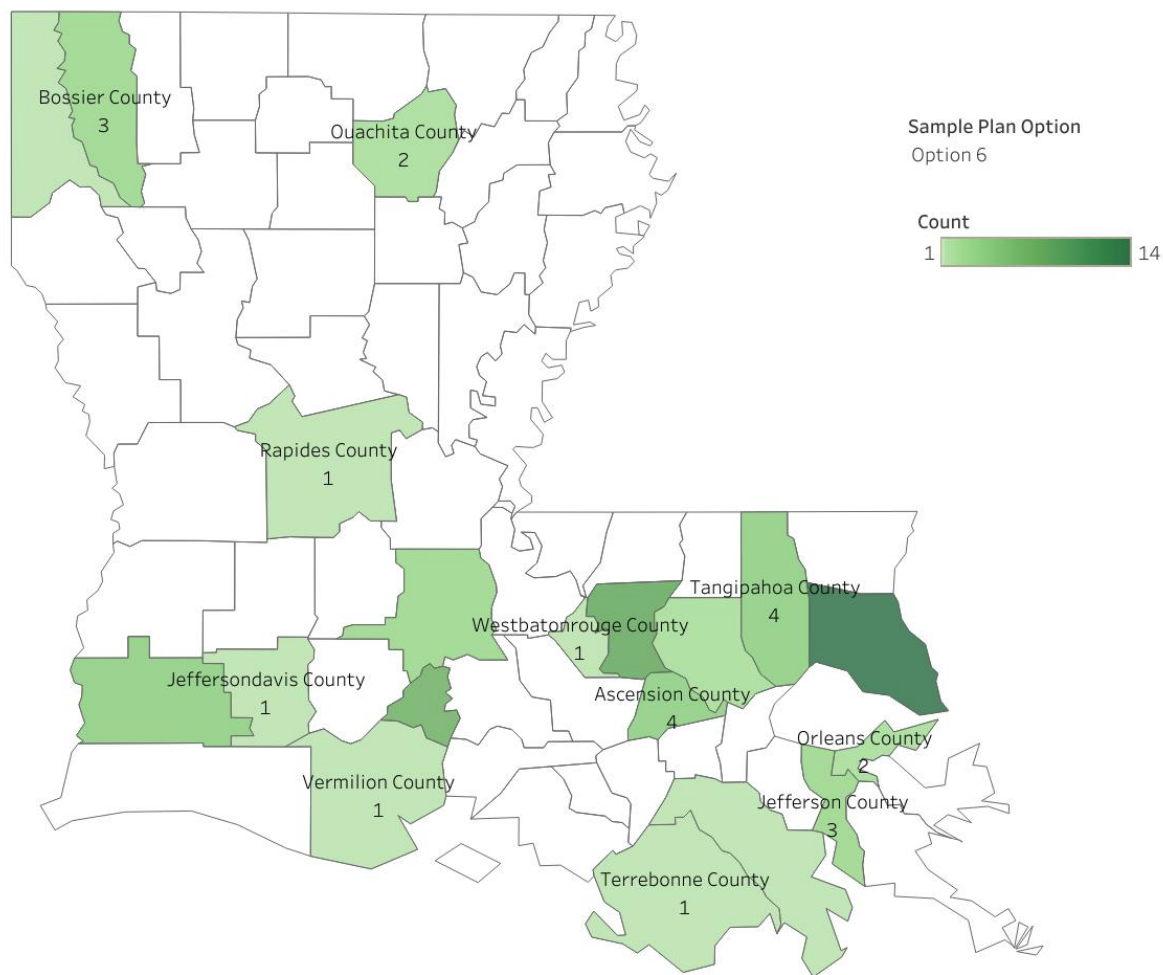 Bossier County
3
Ouachita County
2
Sample Plan Option
Option 6
Count
1
14
Rapides County
1
Tangipahoa County
4
Westbatonrouge County
1
Jeffersondavis County
1
Ascension County
4
Orleans County
2
Vermilion County
1
Jefferson County
3
Terrebonne County
1